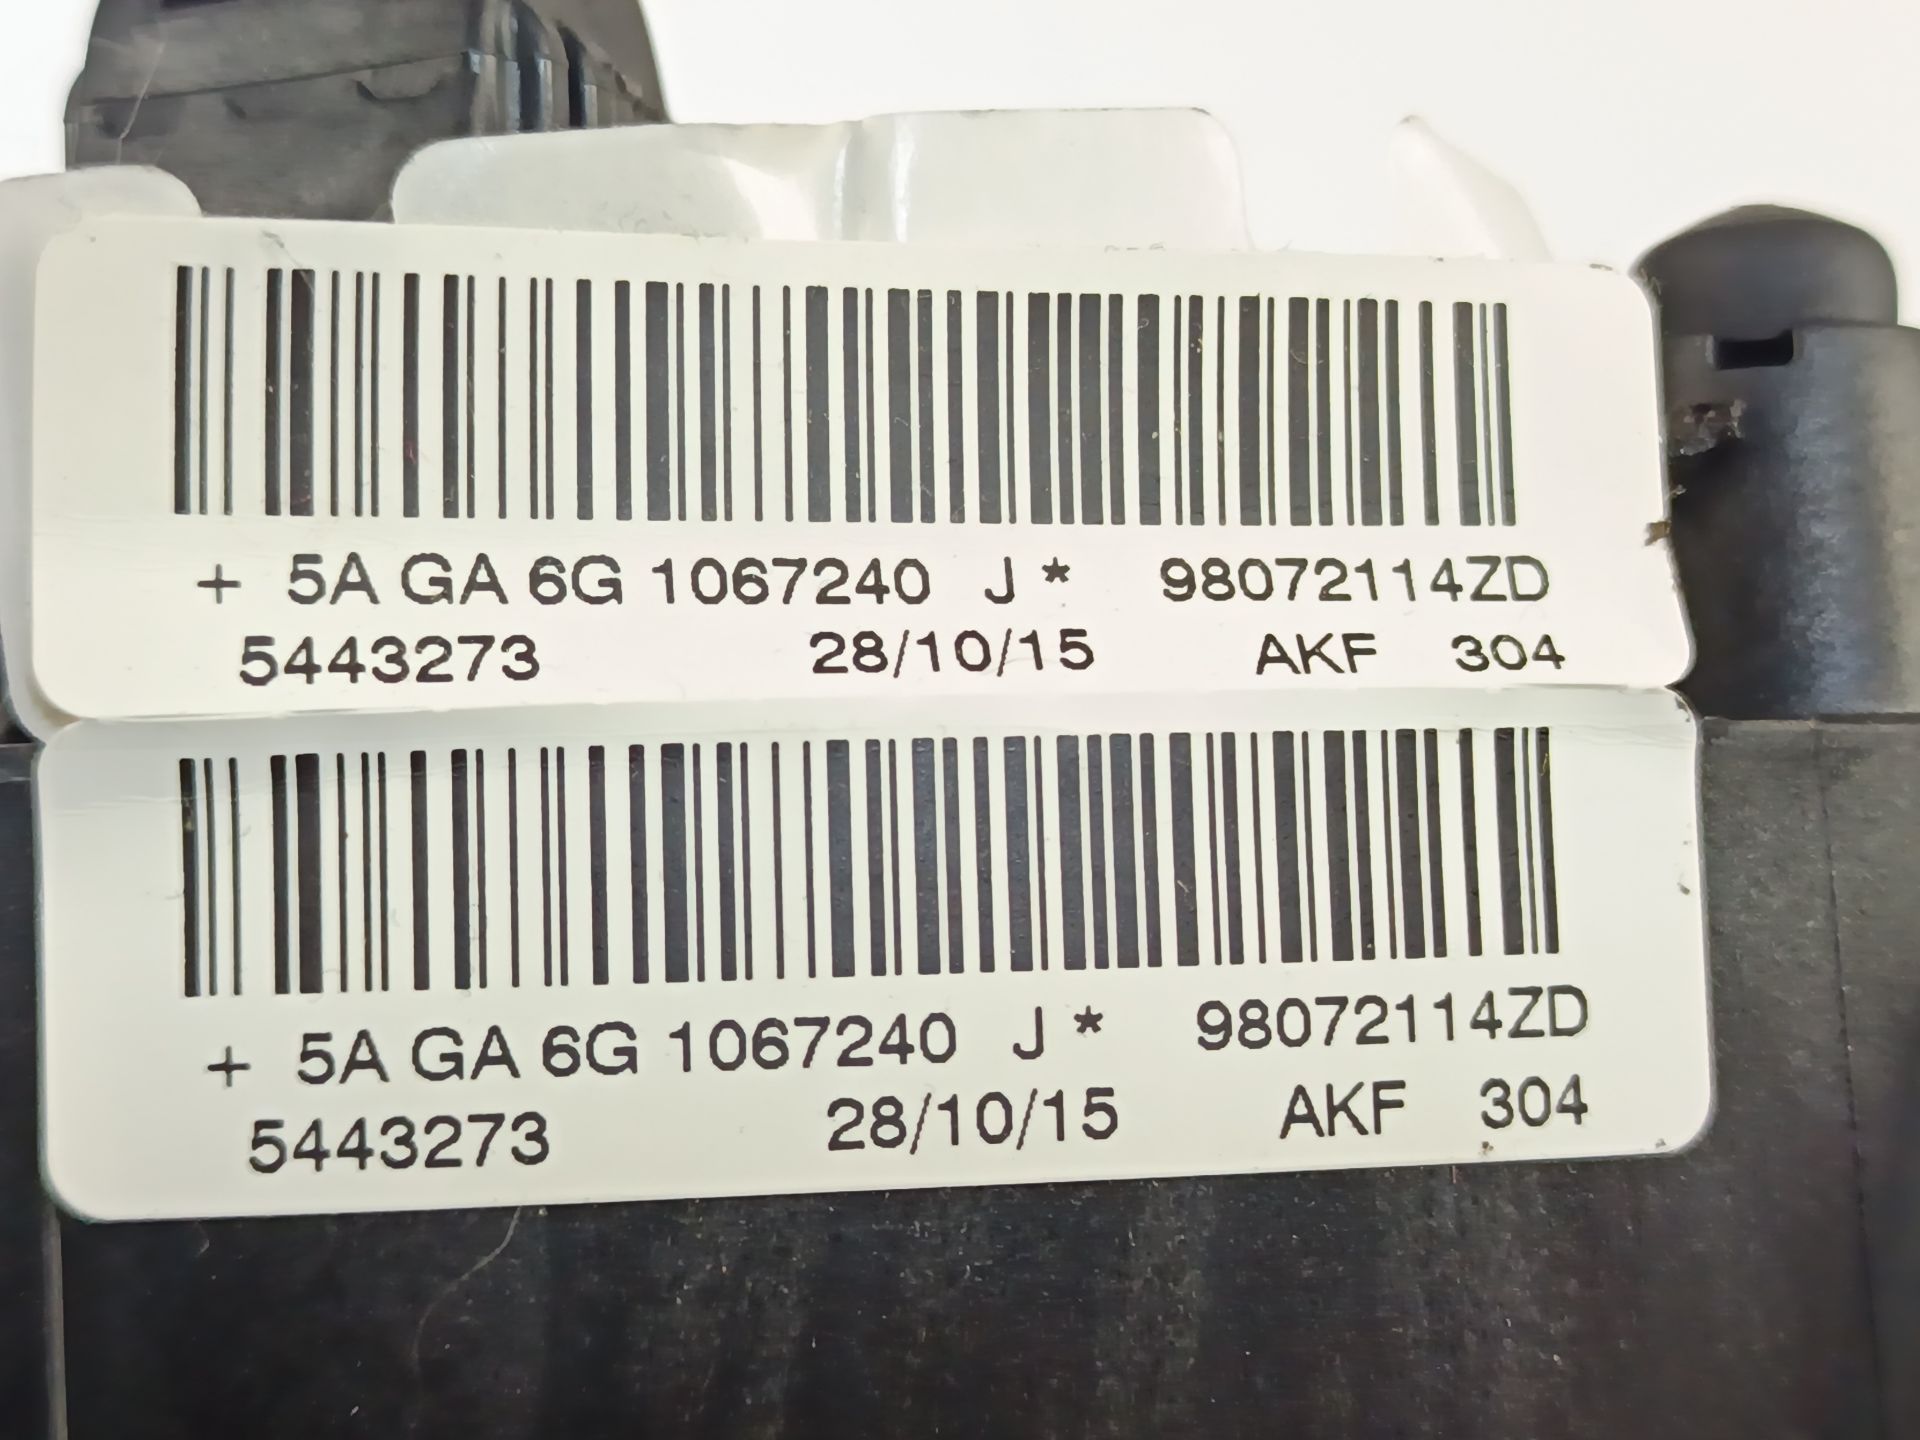 + 5A GA 6G 1067240 J * 98072114ZD
5443273 28/10/15 AKF 304
+ 5A GA 6G 1067240 J * 98072114ZD
5443273 28/10/15 AKF 304